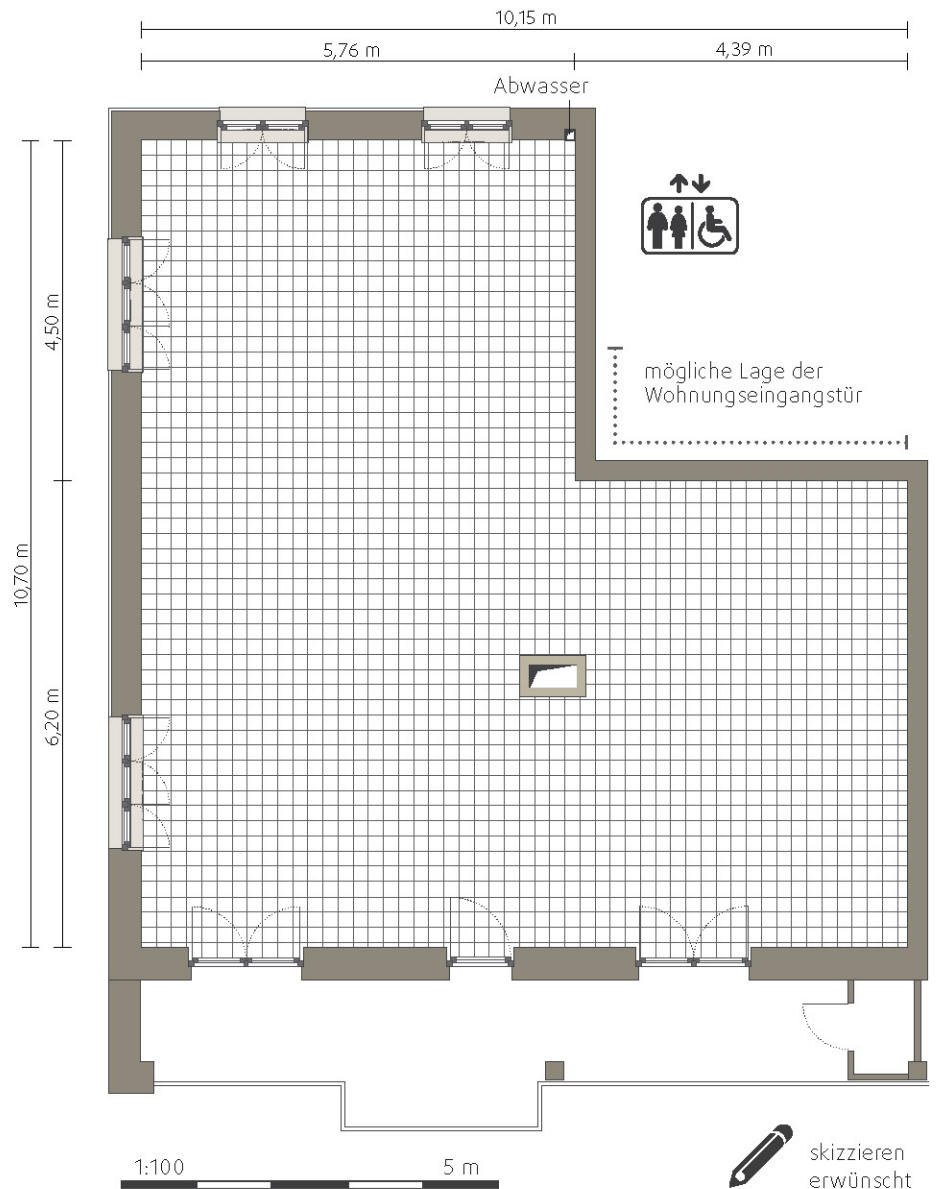 10,15 m
5,76 m
4,39 m
Abwasser
4,50 m
mögliche Lage der
Wohnungseingangstür
10,70 m
6,20 m
1:100
5 m
skizzieren
erwünscht